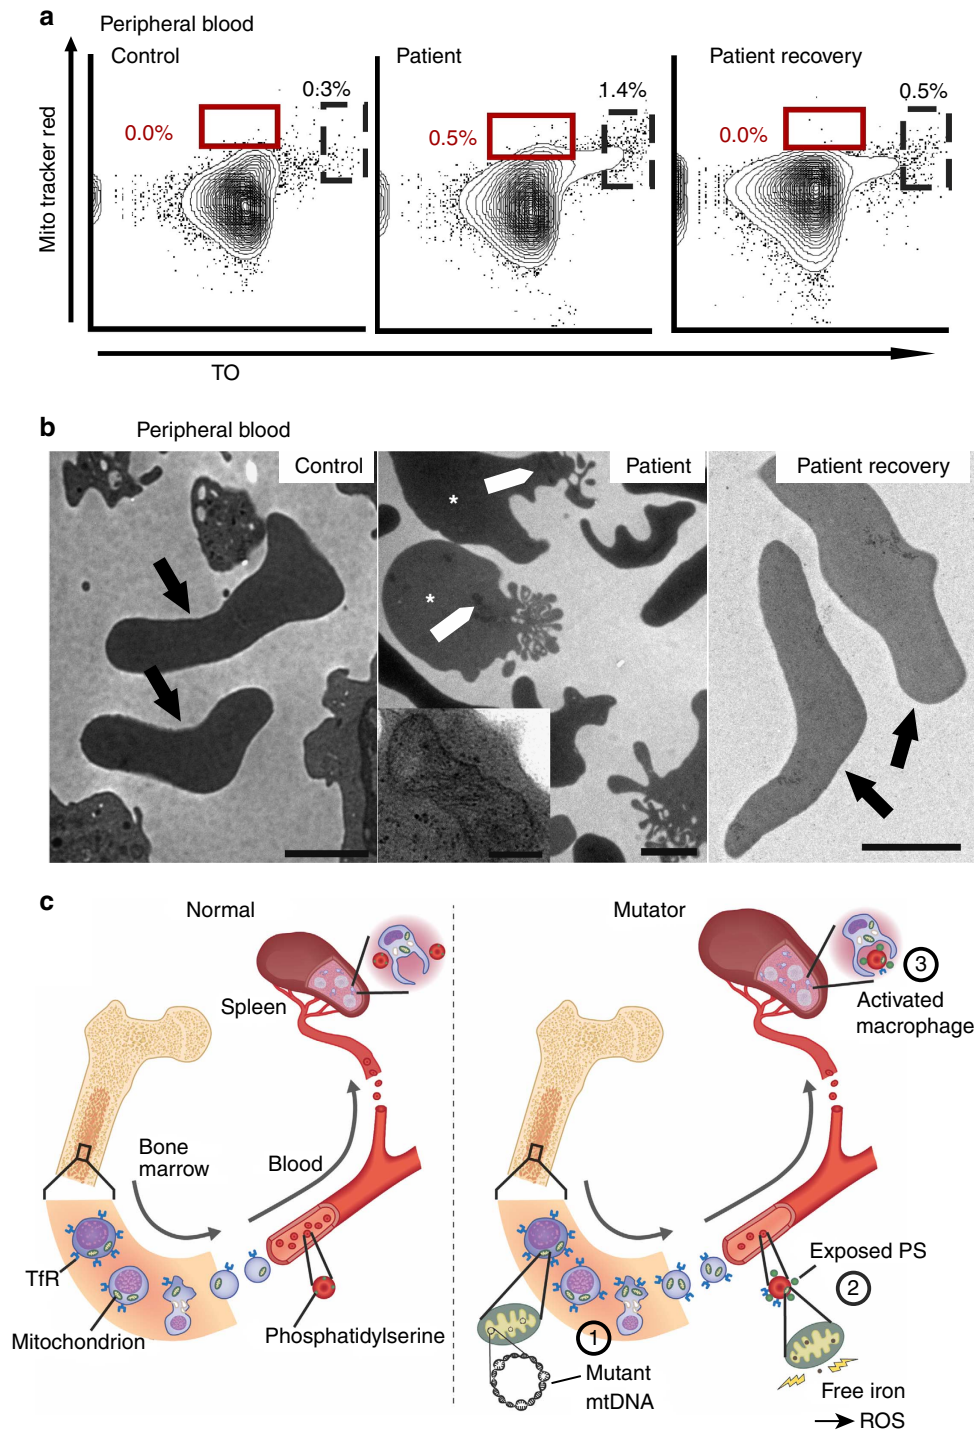 a
Peripheral blood
Control
Patient
Patient recovery
0.3%
1.4%
0.5%
0.0%
0.5%
0.0%
Mito tracker red
TO
b
Peripheral blood
Control
Patient
Patient recovery
*
*
c
Normal
Mutator
Spleen
3
Activated
macrophage
Bone
marrow
Blood
TfR
Mitochondrion
Phosphatidylserine
Exposed PS
2
1
Mutant
mtDNA
Free iron
→ ROS